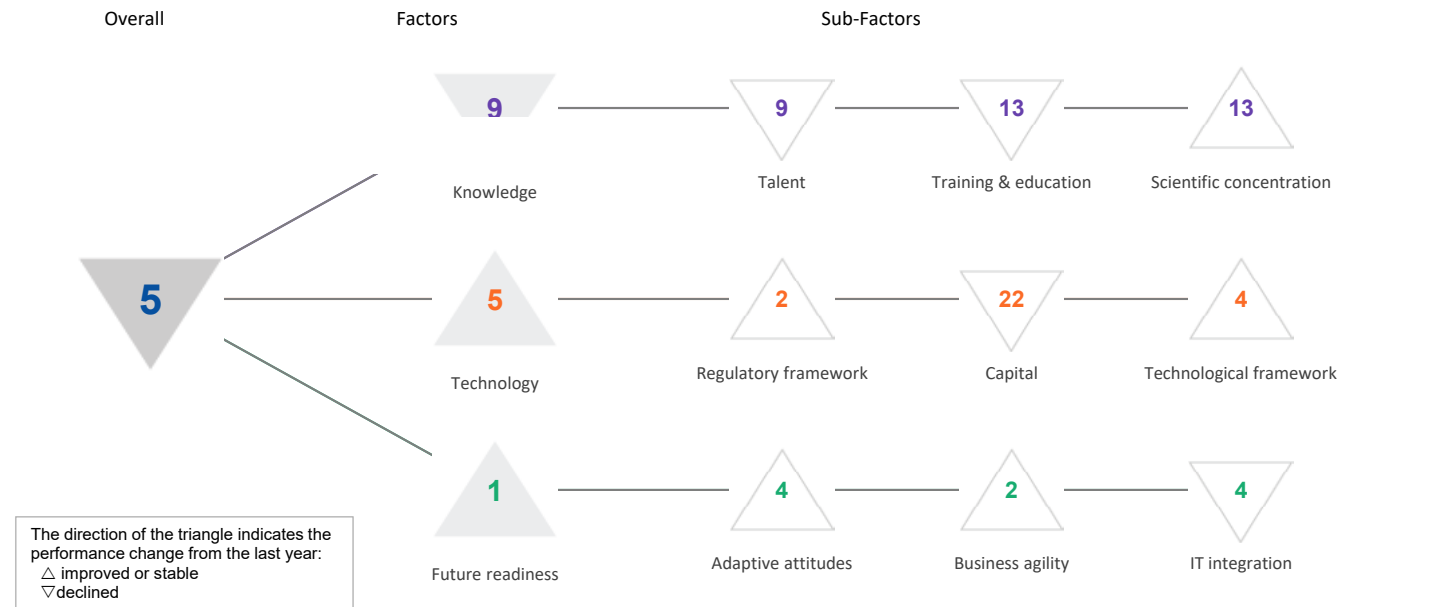 Overall Factors Sub-Factors
9 9 13 13
Knowledge Talent Training & education Scientific concentration
5 5 2 22 4
Technology Regulatory framework Capital Technological framework
1 4 2 4
Future readiness Adaptive attitudes Business agility IT integration
The direction of the triangle indicates the
performance change from the last year:
△ improved or stable
▽declined